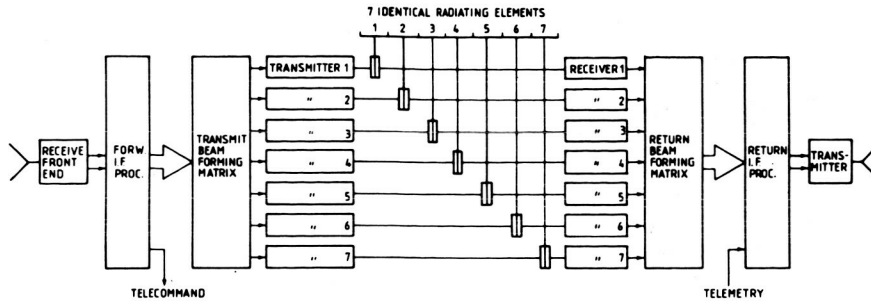 7 IDENTICAL RADIATING ELEMENTS
1 2 3 4 5 6 7
RECEIVE
FRONT
END
FORW
I.F
PROC.
TRANSMIT
BEAM
FORMING
MATRIX
TRANSMITTER 1
" 2
" 3
" 4
" 5
" 6
" 7
RECEIVER 1
" 2
" 3
" 4
" 5
" 6
" 7
RETURN
BEAM
FORMING
MATRIX
RETURN
I.F
PROC.
TRANS-
MITTER
TELECOMMAND
TELEMETRY